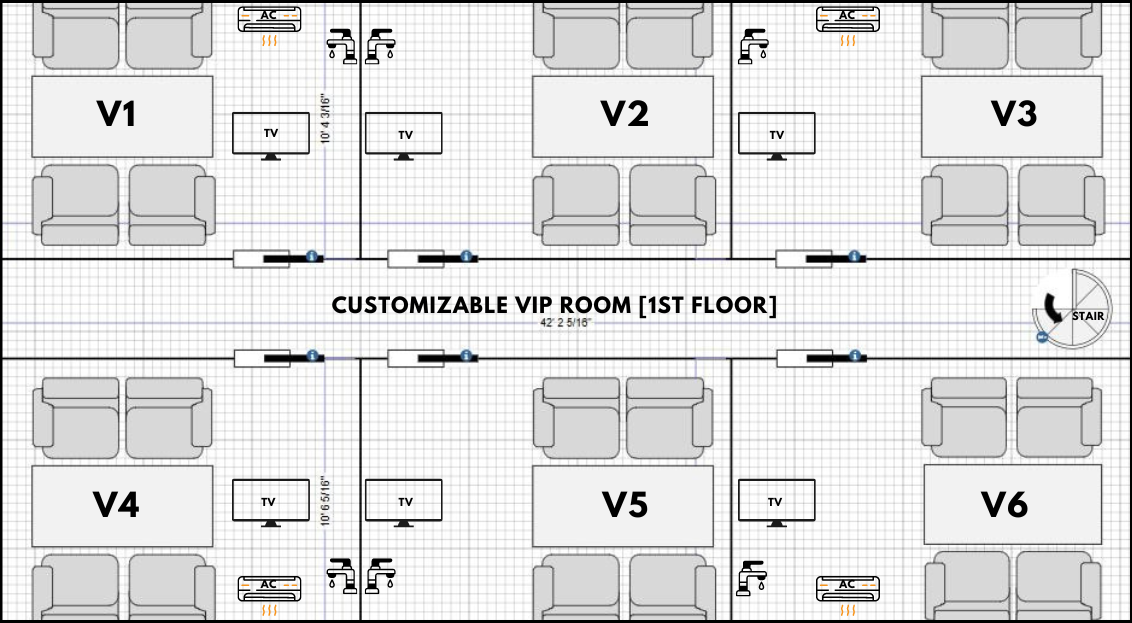 AC
AC
V1
V2
V3
10' 4 3/16"
TV
TV
TV
CUSTOMIZABLE VIP ROOM [1ST FLOOR]
STAIR
42' 2 5/16"
V4
V5
V6
10' 6 5/16"
TV
TV
TV
AC
AC